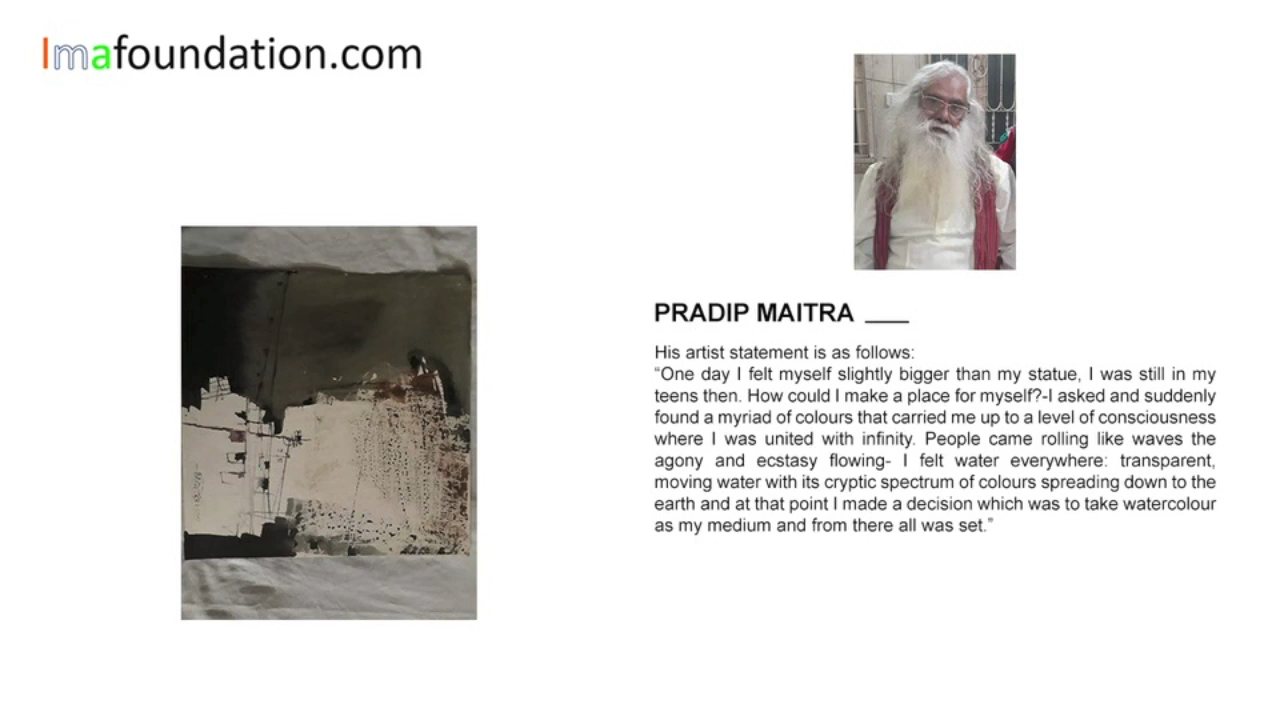 Imafoundation.com
PRADIP MAITRA ___
His artist statement is as follows:
“One day I felt myself slightly bigger than my statue, I was still in my
teens then. How could I make a place for myself?-I asked and suddenly
found a myriad of colours that carried me up to a level of consciousness
where I was united with infinity. People came rolling like waves the
agony and ecstasy flowing- I felt water everywhere: transparent,
moving water with its cryptic spectrum of colours spreading down to the
earth and at that point I made a decision which was to take watercolour
as my medium and from there all was set.”